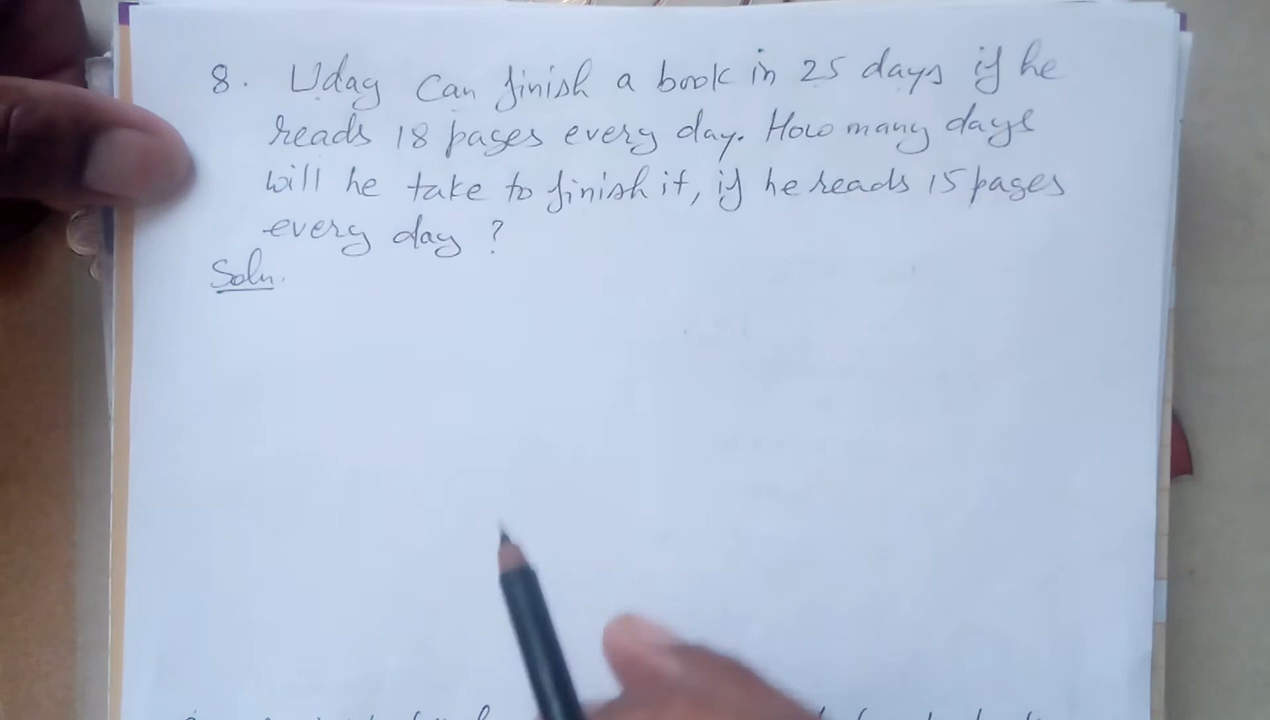 8. Uday can finish a book in 25 days if he
reads 18 pages every day. How many days
will he take to finish it, if he reads 15 pages
every day ?
Soln.